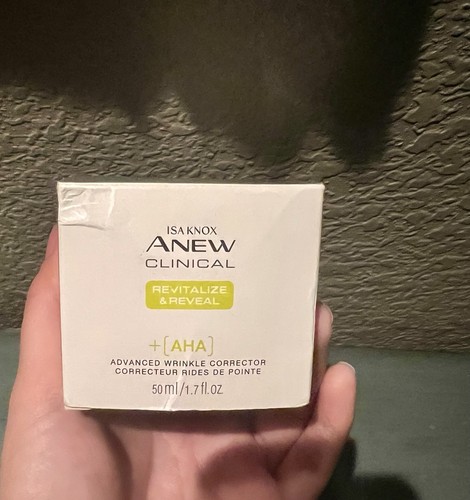 ISA KNOX
ANEW
CLINICAL
REVITALIZE
& REVEAL
+[AHA]
ADVANCED WRINKLE CORRECTOR
CORRECTEUR RIDES DE POINTE
50 ml/1.7 fl.oz.